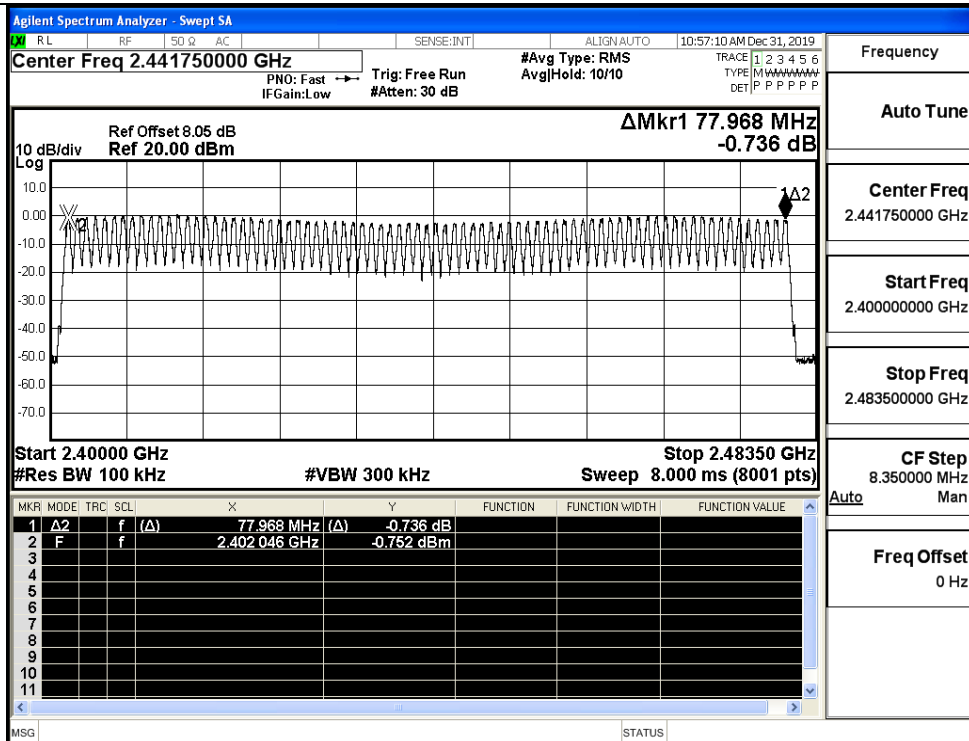 Agilent Spectrum Analyzer - Swept SA
LXI RL RF 50 Ω AC SENSE:INT ALIGN AUTO 10:57:10 AM Dec 31, 2019
Center Freq 2.441750000 GHz
PNO: Fast
IFGain:Low
Trig: Free Run
#Atten: 30 dB
#Avg Type: RMS
Avg|Hold: 10/10
TRACE 1 2 3 4 5 6
TYPE M WWWWW
DET P P P P P P
Ref Offset 8.05 dB
Ref 20.00 dBm
10 dB/div
Log
ΔMkr1 77.968 MHz
-0.736 dB
10.0
0.00
-10.0
-20.0
-30.0
-40.0
-50.0
-60.0
-70.0
2
1Δ2
Start 2.40000 GHz Stop 2.48350 GHz
#Res BW 100 kHz #VBW 300 kHz Sweep 8.000 ms (8001 pts)
MKR MODE TRC SCL X Y FUNCTION FUNCTION WIDTH FUNCTION VALUE
1 Δ2 f (Δ) 77.968 MHz (Δ) -0.736 dB
2 F f 2.402 046 GHz -0.752 dBm
3
4
5
6
7
8
9
10
11
MSG STATUS
Frequency
Auto Tune
Center Freq
2.441750000 GHz
Start Freq
2.400000000 GHz
Stop Freq
2.483500000 GHz
CF Step
8.350000 MHz
Auto Man
Freq Offset
0 Hz